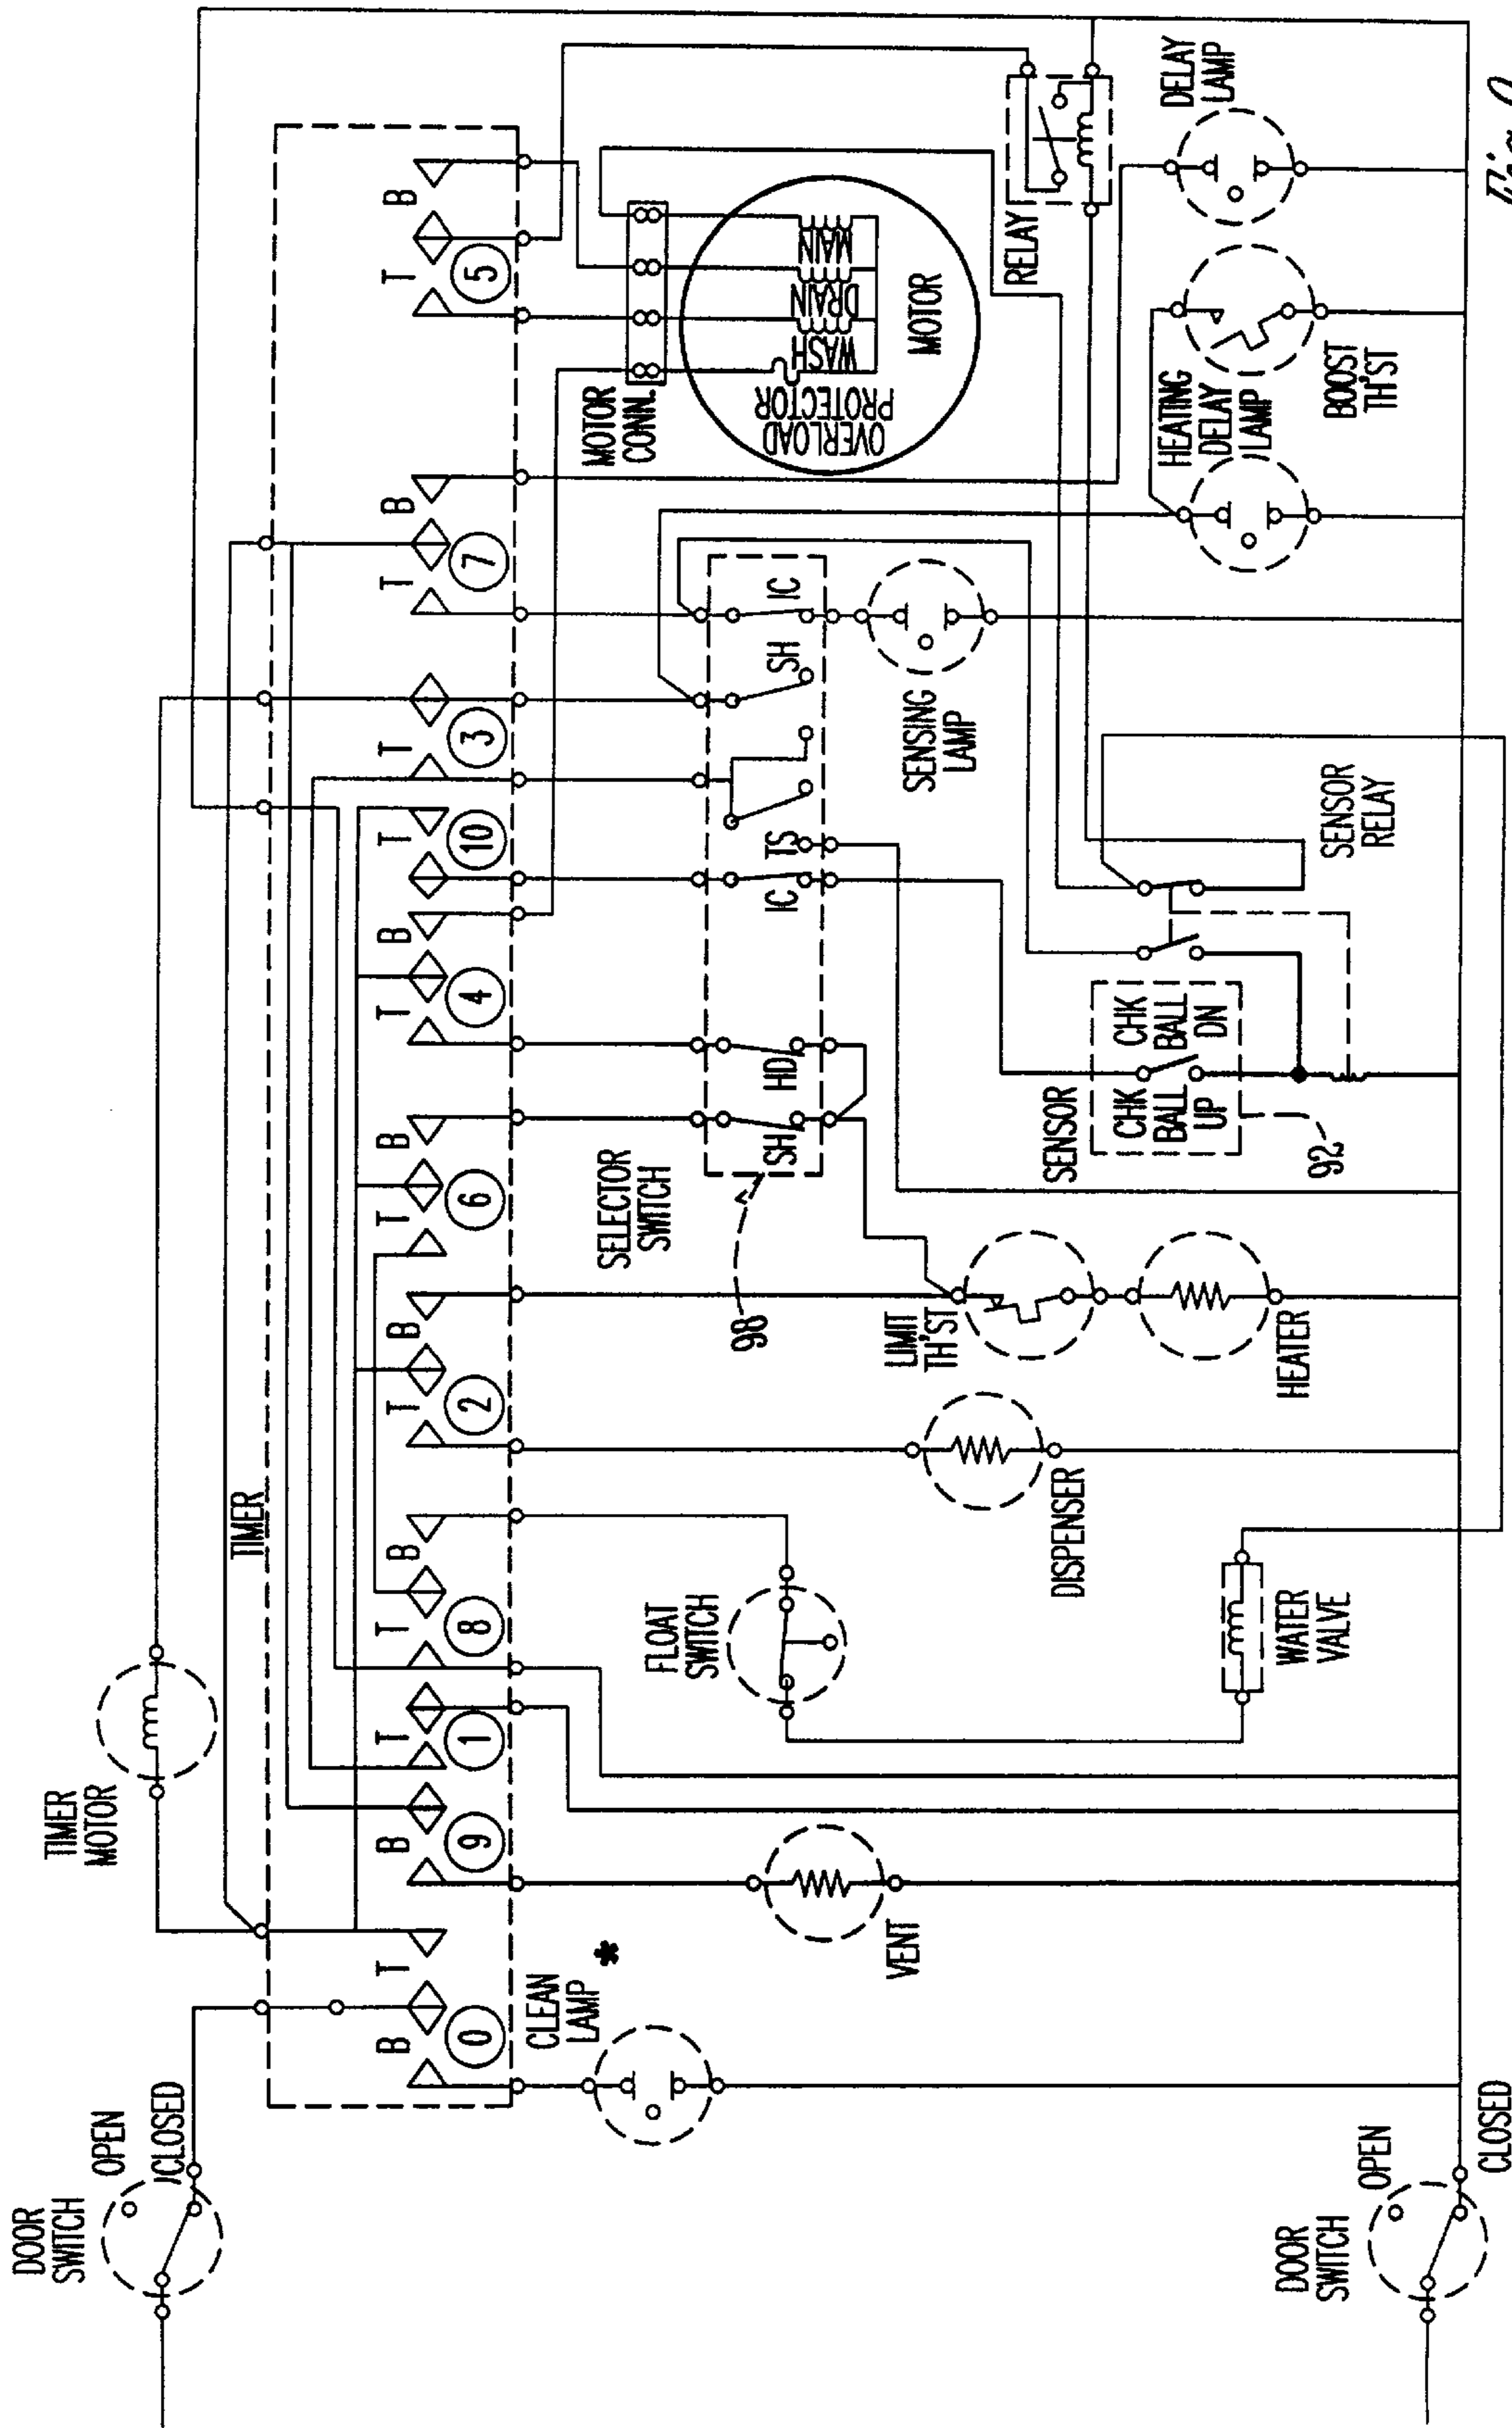 DOOR
SWITCH
OPEN
CLOSED
TIMER
MOTOR
TIMER
B
0
T
B
9
T
1
T
8
B
T
2
B
T
6
B
T
4
B
10
T
T
3
T
7
B
T
5
B
CLEAN
LAMP *
VENT
FLOAT
SWITCH
WATER
VALVE
DISPENSER
LIMIT
TH'ST
HEATER
SELECTOR
SWITCH
98
SH
HD
IC
TS
SH
IC
SENSOR
CHK
BALL
UP
CHK
BALL
DN
92
SENSOR
RELAY
SENSING
LAMP
MOTOR
CONN.
OVERLOAD
PROTECTOR
WASH
DRAIN
MAIN
MOTOR
RELAY
HEATING
DELAY
LAMP
BOOST
TH'ST
DELAY
LAMP
DOOR
SWITCH
OPEN
CLOSED